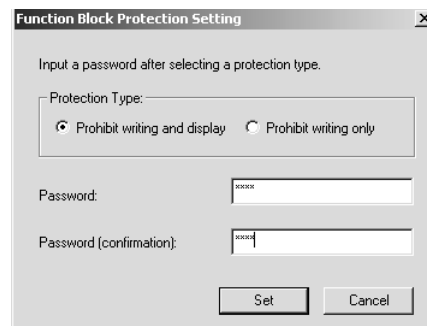 Function Block Protection Setting
Input a password after selecting a protection type.
Protection Type:
Prohibit writing and display Prohibit writing only
Password: ****
Password (confirmation): ****
Set Cancel